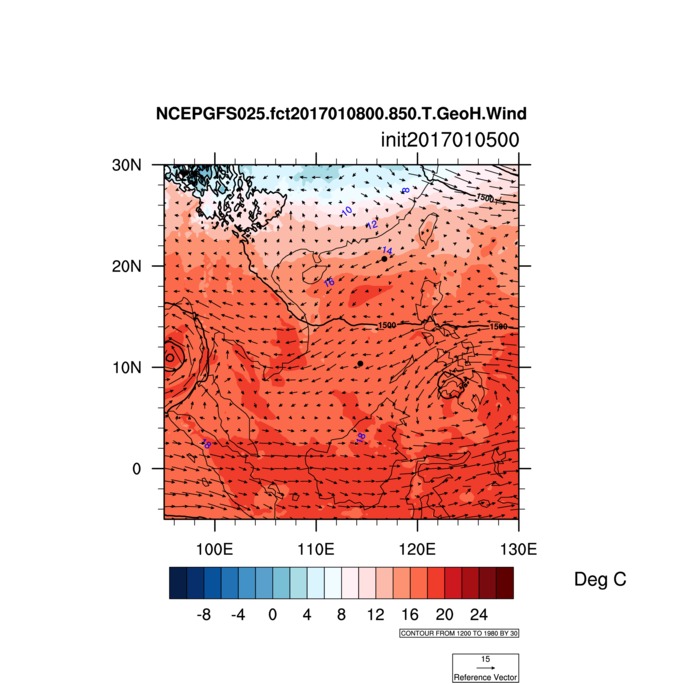 NCEPGFS025.fct2017010800.850.T.GeoH.Wind
init2017010500
30N
20N
10N
0
8
10
12
14
16
18
18
1500
1500
1500
100E
110E
120E
130E
-8
-4
0
4
8
12
16
20
24
Deg C
CONTOUR FROM 1200 TO 1980 BY 30
15
Reference Vector